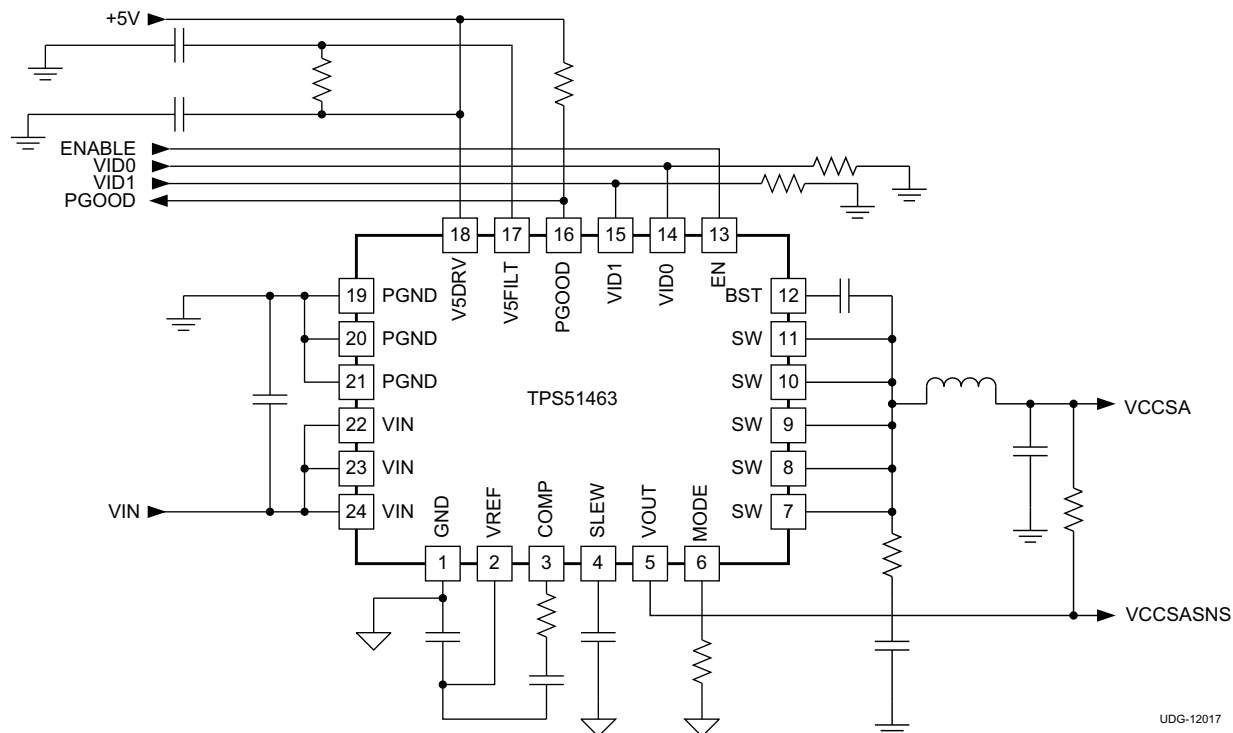 +5V
ENABLE
VID0
VID1
PGOOD
18 17 16 15 14 13
V5DRV V5FILT PGOOD VID1 VID0 EN
19 PGND
20 PGND
21 PGND
22 VIN
23 VIN
24 VIN
VIN
TPS51463
BST 12
SW 11
SW 10
SW 9
SW 8
SW 7
VCCSA
GND VREF COMP SLEW VOUT MODE
1 2 3 4 5 6
VCCSASNS
UDG-12017